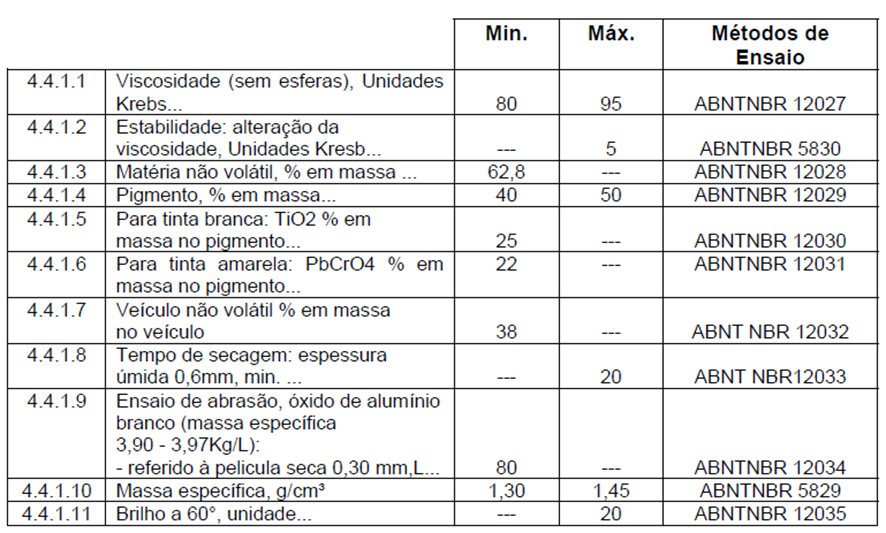 Min. Máx. Métodos de
Ensaio
4.4.1.1 Viscosidade (sem esferas), Unidades
Krebs... 80 95 ABNTNBR 12027
4.4.1.2 Estabilidade: alteração da
viscosidade, Unidades Kresb... --- 5 ABNTNBR 5830
4.4.1.3 Matéria não volátil, % em massa ... 62,8 --- ABNTNBR 12028
4.4.1.4 Pigmento, % em massa... 40 50 ABNTNBR 12029
4.4.1.5 Para tinta branca: TiO2 % em
massa no pigmento... 25 --- ABNTNBR 12030
4.4.1.6 Para tinta amarela: PbCrO4 % em 22 --- ABNTNBR 12031
massa no pigmento...
4.4.1.7 Veículo não volátil % em massa
no veículo 38 --- ABNT NBR 12032
4.4.1.8 Tempo de secagem: espessura
úmida 0,6mm, min. ... --- 20 ABNT NBR12033
4.4.1.9 Ensaio de abrasão, óxido de alumínio
branco (massa específica
3,90 - 3,97Kg/L):
- referido à pelicula seca 0,30 mm,L... 80 --- ABNTNBR 12034
4.4.1.10 Massa específica, g/cm³ 1,30 1,45 ABNTNBR 5829
4.4.1.11 Brilho a 60°, unidade... --- 20 ABNTNBR 12035